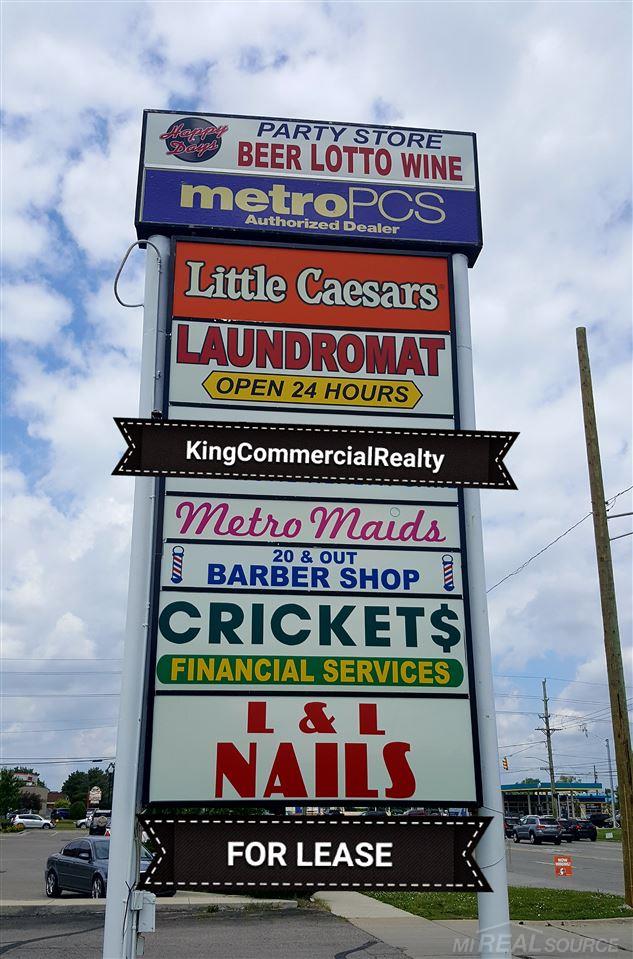 Happy
Days
PARTY STORE
BEER LOTTO WINE
metroPCS
Authorized Dealer
Little Caesars
LAUNDROMAT
OPEN 24 HOURS
KingCommercialRealty
Metro Maids
20 & OUT
BARBER SHOP
CRICKET$
FINANCIAL SERVICES
L & L
NAILS
FOR LEASE
MiREALSOURCE